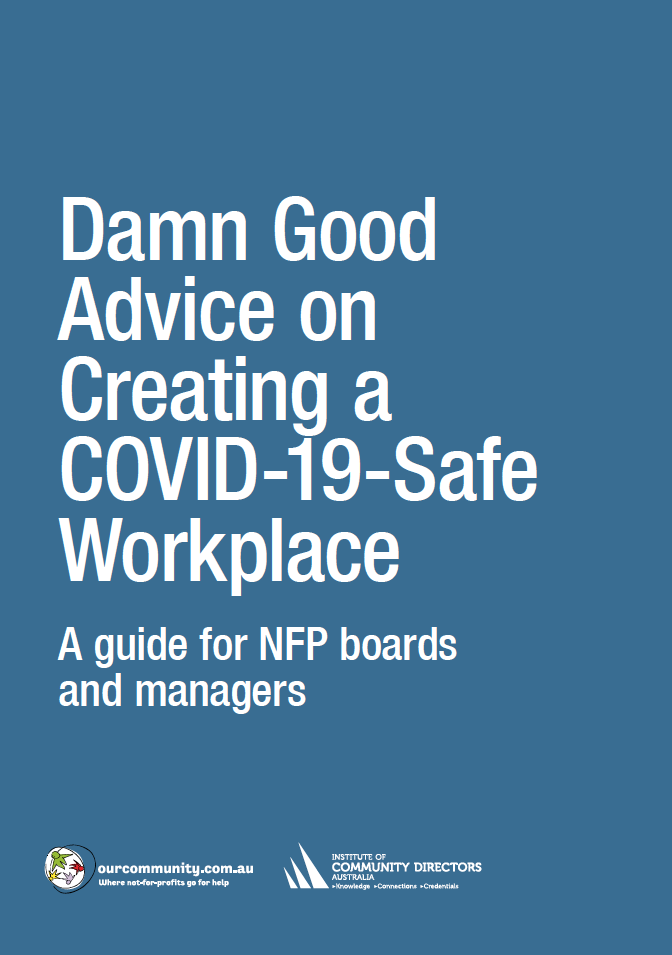 Damn Good
Advice on
Creating a
COVID-19-Safe
Workplace
A guide for NFP boards
and managers
ourcommunity.com.au
Where not-for-profits go for help
INSTITUTE OF
COMMUNITY DIRECTORS
AUSTRALIA
▸Knowledge ▸Connections ▸Credentials